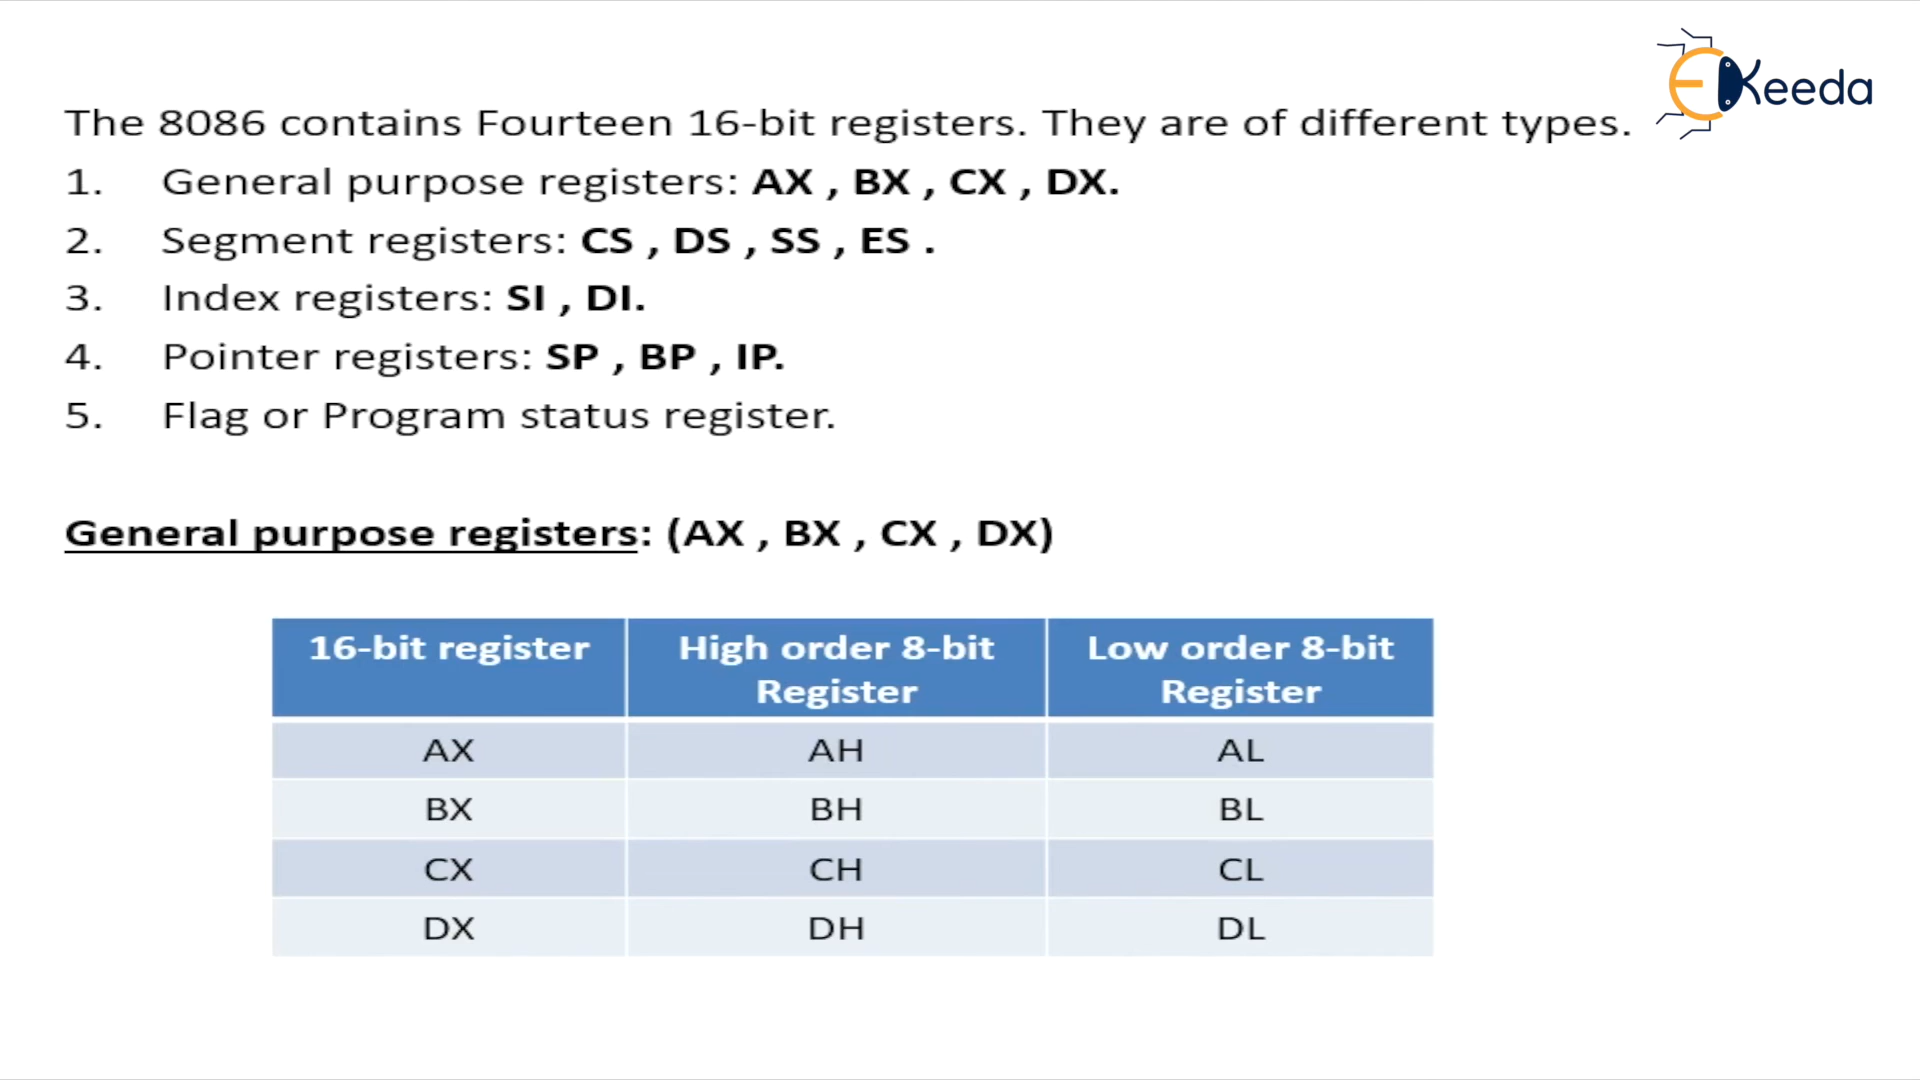 EKeeda
The 8086 contains Fourteen 16-bit registers. They are of different types.
1. General purpose registers: AX , BX , CX , DX.
2. Segment registers: CS , DS , SS , ES .
3. Index registers: SI , DI.
4. Pointer registers: SP , BP , IP.
5. Flag or Program status register.
General purpose registers: (AX , BX , CX , DX)
16-bit register High order 8-bit Register Low order 8-bit Register
AX AH AL
BX BH BL
CX CH CL
DX DH DL